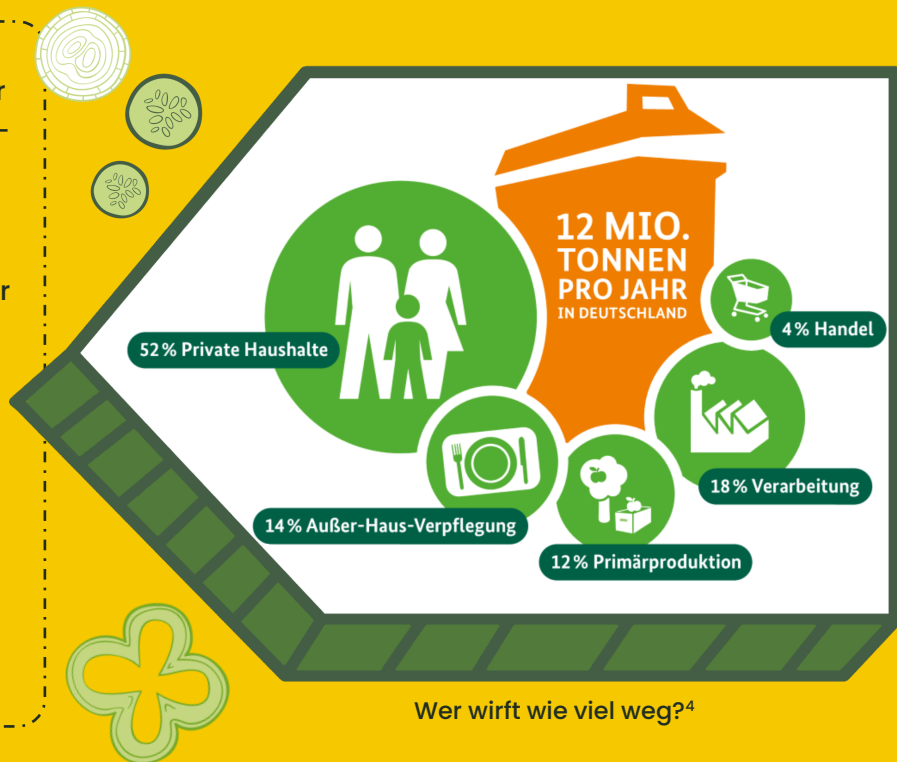 12 MIO.
TONNEN
PRO JAHR
IN DEUTSCHLAND
4% Handel
52% Private Haushalte
18% Verarbeitung
14% Außer-Haus-Verpflegung
12% Primärproduktion
Wer wirft wie viel weg?⁴